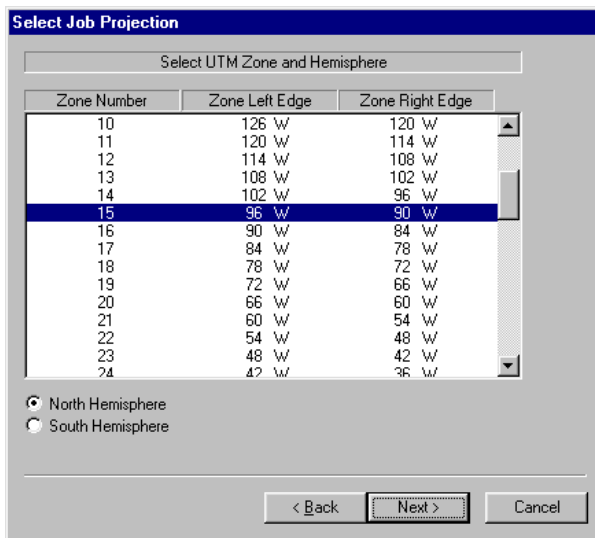 Select Job Projection
Select UTM Zone and Hemisphere
Zone Number Zone Left Edge Zone Right Edge
10 126 W 120 W
11 120 W 114 W
12 114 W 108 W
13 108 W 102 W
14 102 W 96 W
15 96 W 90 W
16 90 W 84 W
17 84 W 78 W
18 78 W 72 W
19 72 W 66 W
20 66 W 60 W
21 60 W 54 W
22 54 W 48 W
23 48 W 42 W
24 42 W 36 W
North Hemisphere
South Hemisphere
< Back Next > Cancel